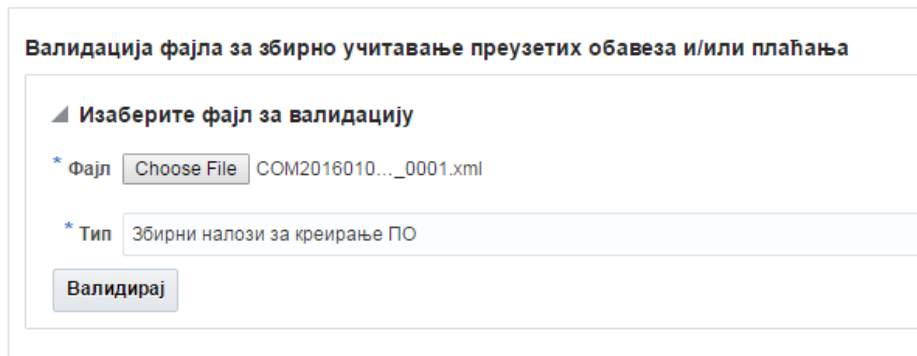 Валидација фајла за збирно учитавање преузетих обавеза и/или плаћања
Изаберите фајл за валидацију
* Фајл Choose File COM2016010..._0001.xml
* Тип Збирни налози за креирање ПО
Валидирај